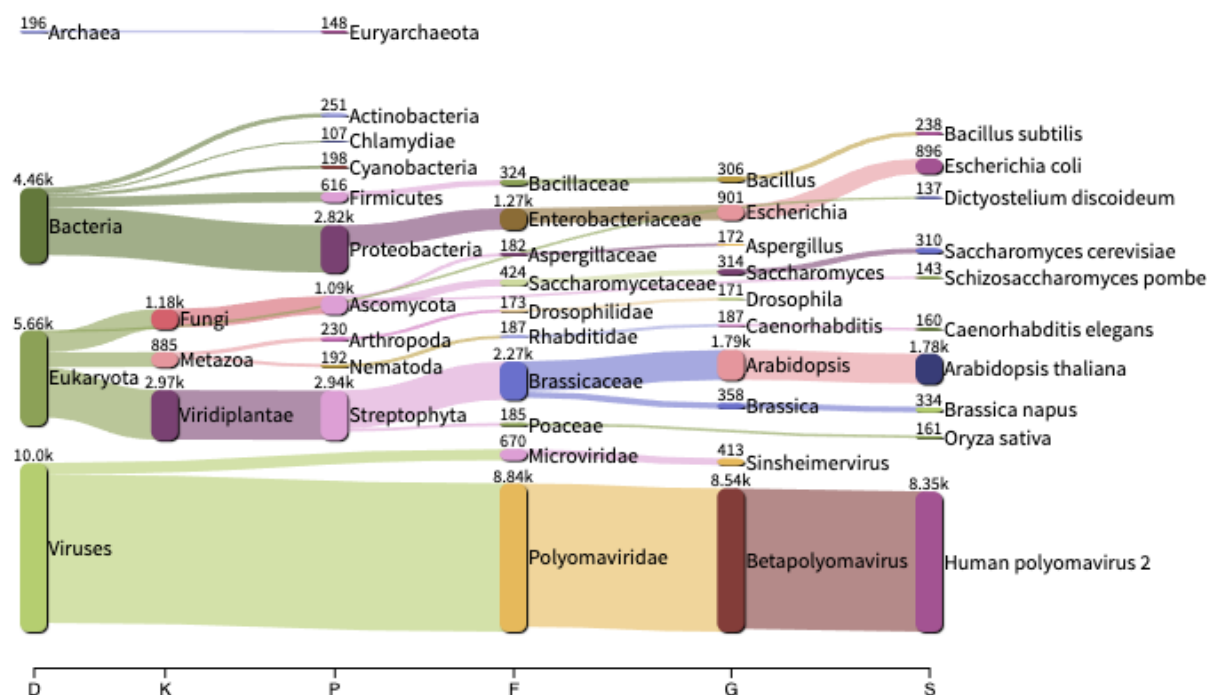 196
Archaea
148
Euryarchaeota
251
Actinobacteria
107
Chlamydiae
198
Cyanobacteria
616
Firmicutes
324
Bacillaceae
306
Bacillus
238
Bacillus subtilis
896
Escherichia coli
137
Dictyostelium discoideum
4.46k
Bacteria
2.82k
Proteobacteria
1.27k
Enterobacteriaceae
901
Escherichia
182
Aspergillaceae
172
Aspergillus
310
Saccharomyces cerevisiae
424
Saccharomycetaceae
314
Saccharomyces
143
Schizosaccharomyces pombe
5.66k
Eukaryota
1.18k
Fungi
1.09k
Ascomycota
173
Drosophilidae
171
Drosophila
885
Metazoa
230
Arthropoda
187
Rhabditidae
187
Caenorhabditis
160
Caenorhabditis elegans
192
Nematoda
2.97k
Viridiplantae
2.94k
Streptophyta
2.27k
Brassicaceae
1.79k
Arabidopsis
1.78k
Arabidopsis thaliana
358
Brassica
334
Brassica napus
185
Poaceae
161
Oryza sativa
10.0k
Viruses
670
Microviridae
413
Sinsheimervirus
8.84k
Polyomaviridae
8.54k
Betapolyomavirus
8.35k
Human polyomavirus 2
D K P F G S